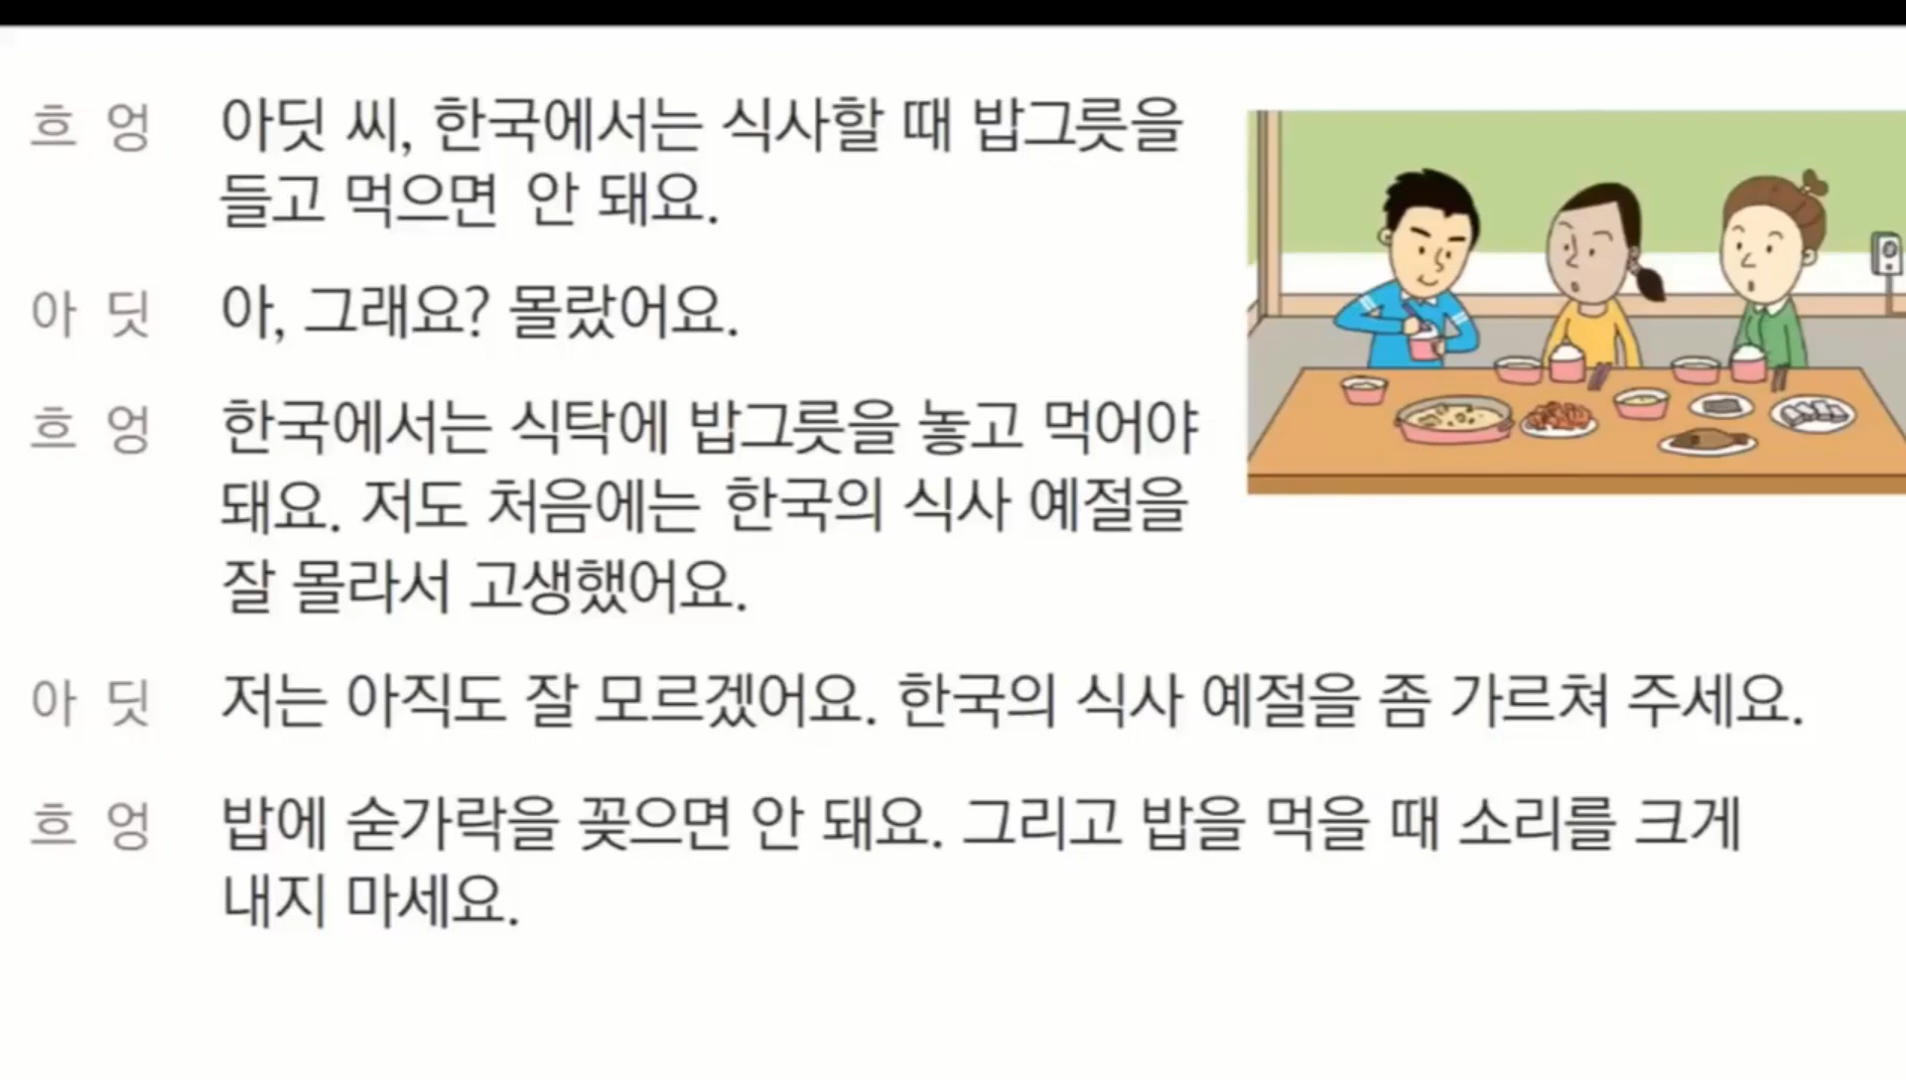 흐 엉 아딧 씨, 한국에서는 식사할 때 밥그릇을
들고 먹으면 안 돼요.
아 딧 아, 그래요? 몰랐어요.
흐 엉 한국에서는 식탁에 밥그릇을 놓고 먹어야
돼요. 저도 처음에는 한국의 식사 예절을
잘 몰라서 고생했어요.
아 딧 저는 아직도 잘 모르겠어요. 한국의 식사 예절을 좀 가르쳐 주세요.
흐 엉 밥에 숟가락을 꽂으면 안 돼요. 그리고 밥을 먹을 때 소리를 크게
내지 마세요.